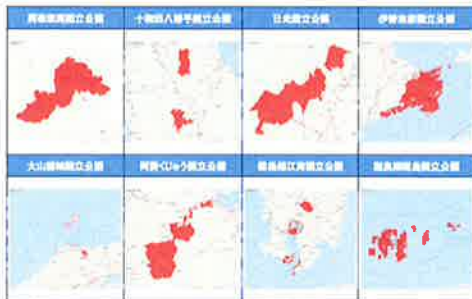 阿寒摩周国立公園
十和田八幡平国立公園
日光国立公園
伊勢志摩国立公園
大山隠岐国立公園
阿蘇くじゅう国立公園
霧島錦江湾国立公園
慶良間諸島国立公園